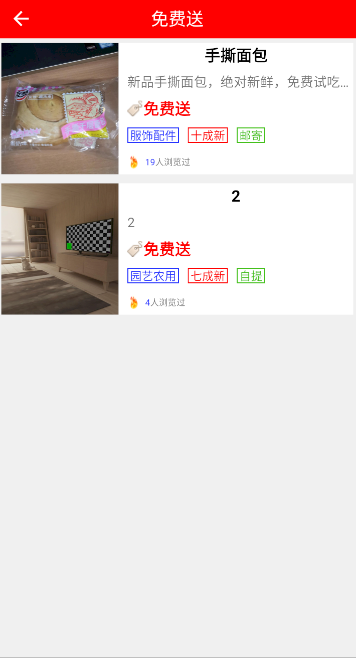 免费送
手撕面包
新品手撕面包，绝对新鲜，免费试吃...
免费送
服饰配件 十成新 邮寄
19人浏览过
2
2
免费送
园艺农用 七成新 自提
4人浏览过